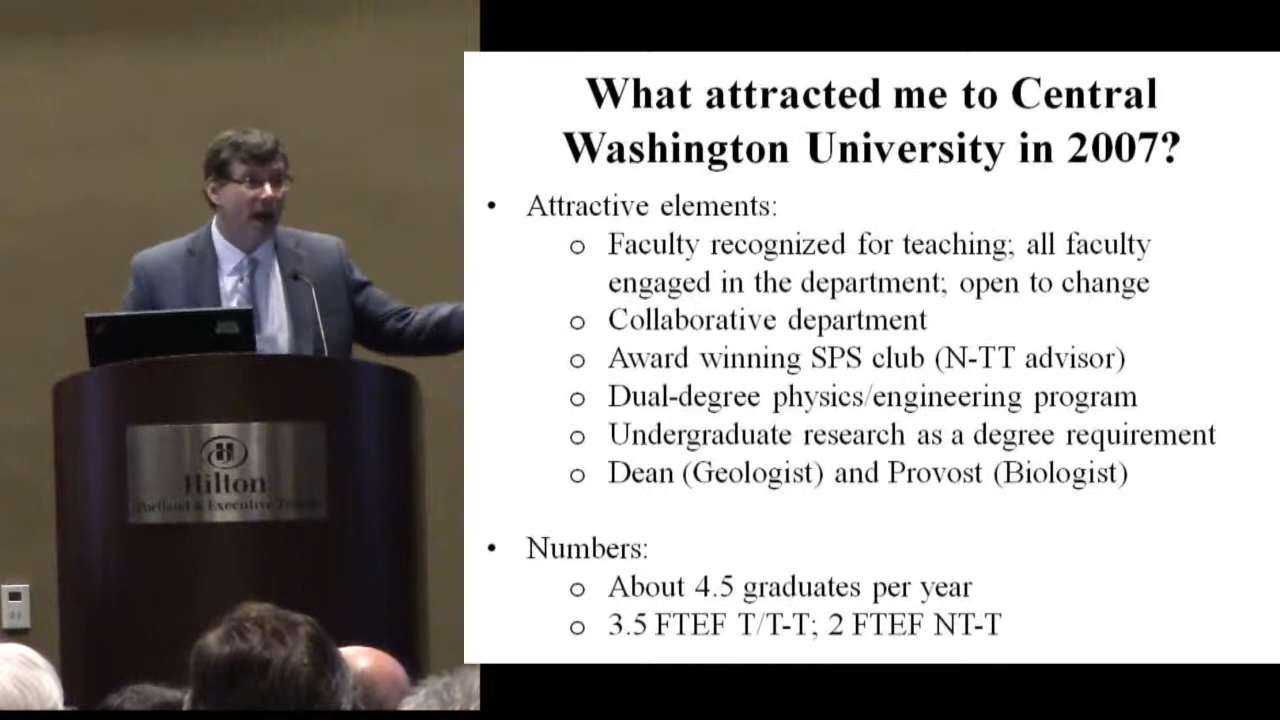 What attracted me to Central
Washington University in 2007?
• Attractive elements:
o Faculty recognized for teaching; all faculty
engaged in the department; open to change
o Collaborative department
o Award winning SPS club (N-TT advisor)
o Dual-degree physics/engineering program
o Undergraduate research as a degree requirement
o Dean (Geologist) and Provost (Biologist)
• Numbers:
o About 4.5 graduates per year
o 3.5 FTEF T/T-T; 2 FTEF NT-T
H
Hilton
Portland & Executive Tower